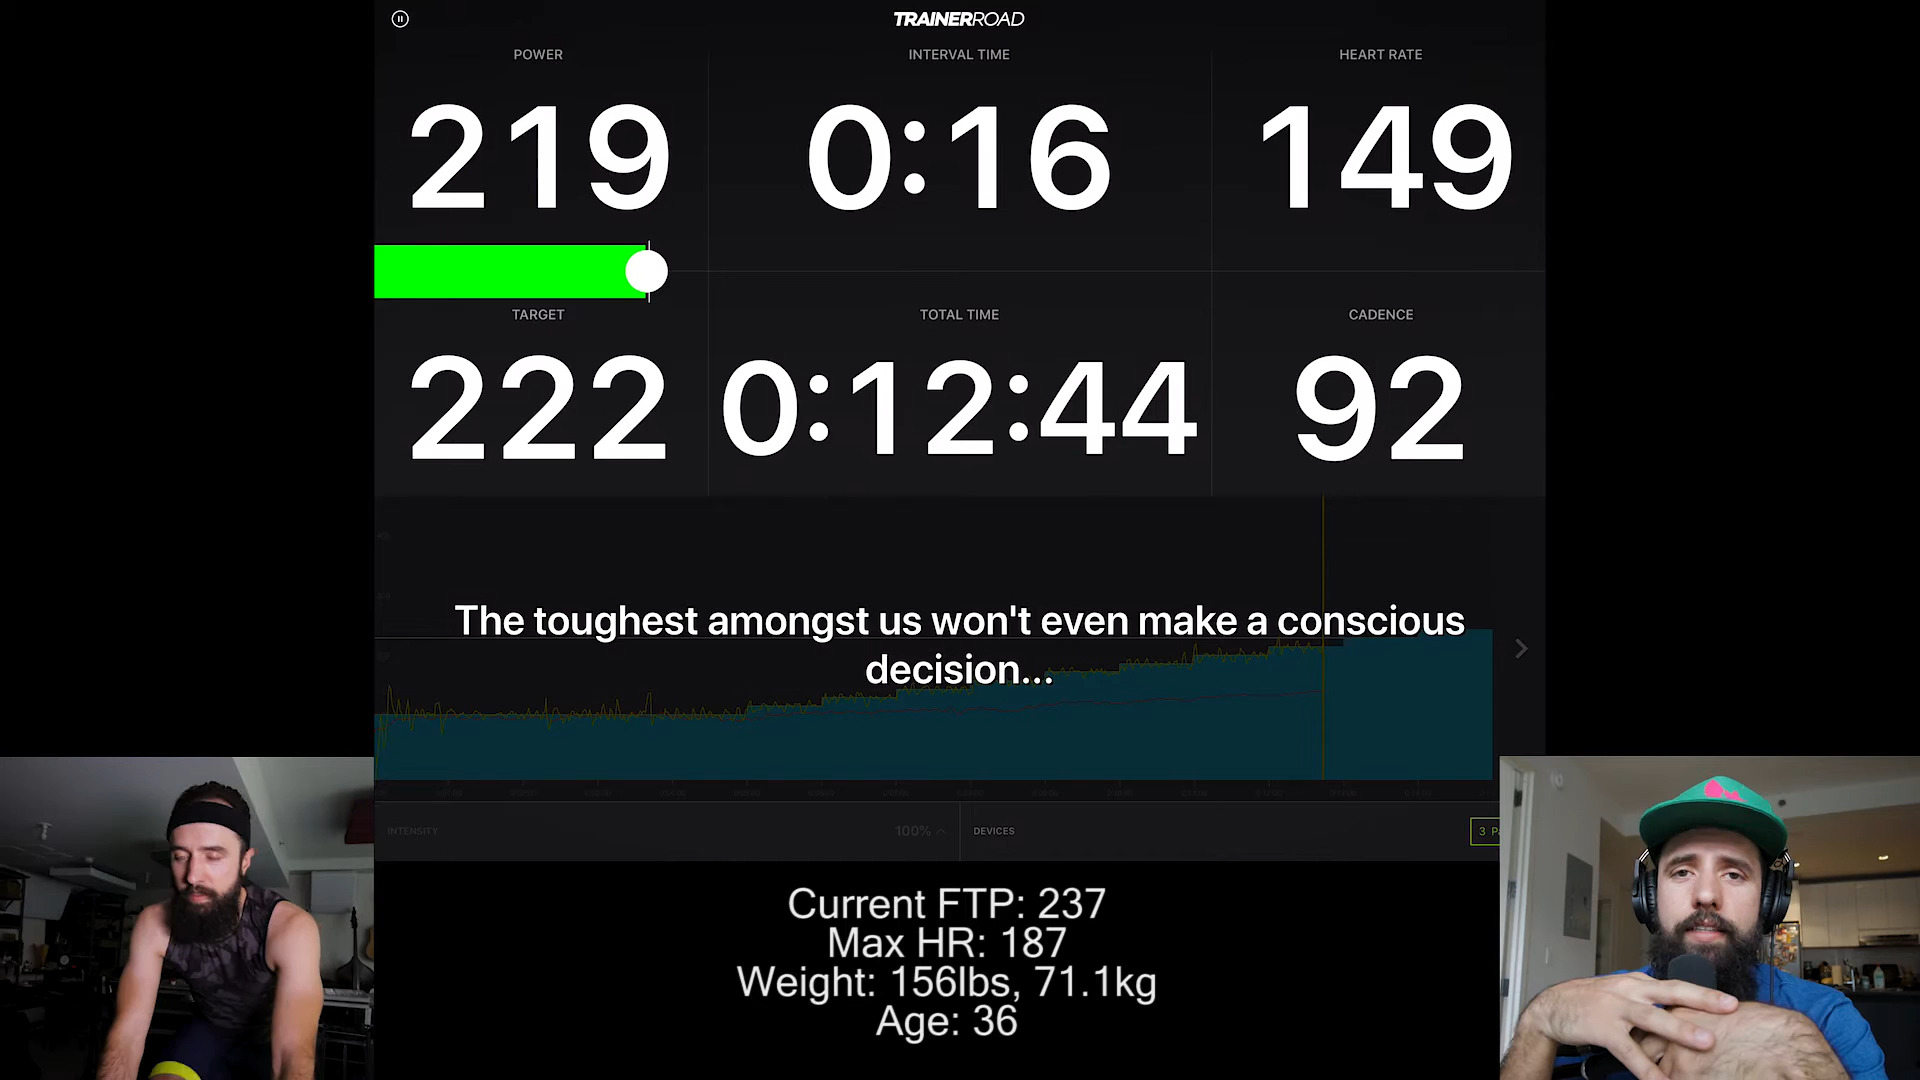 TRAINERROAD
POWER
INTERVAL TIME
HEART RATE
219
0:16
149
TARGET
TOTAL TIME
CADENCE
222
0:12:44
92
The toughest amongst us won't even make a conscious
decision...
INTENSITY
100%
DEVICES
3
Current FTP: 237
Max HR: 187
Weight: 156lbs, 71.1kg
Age: 36